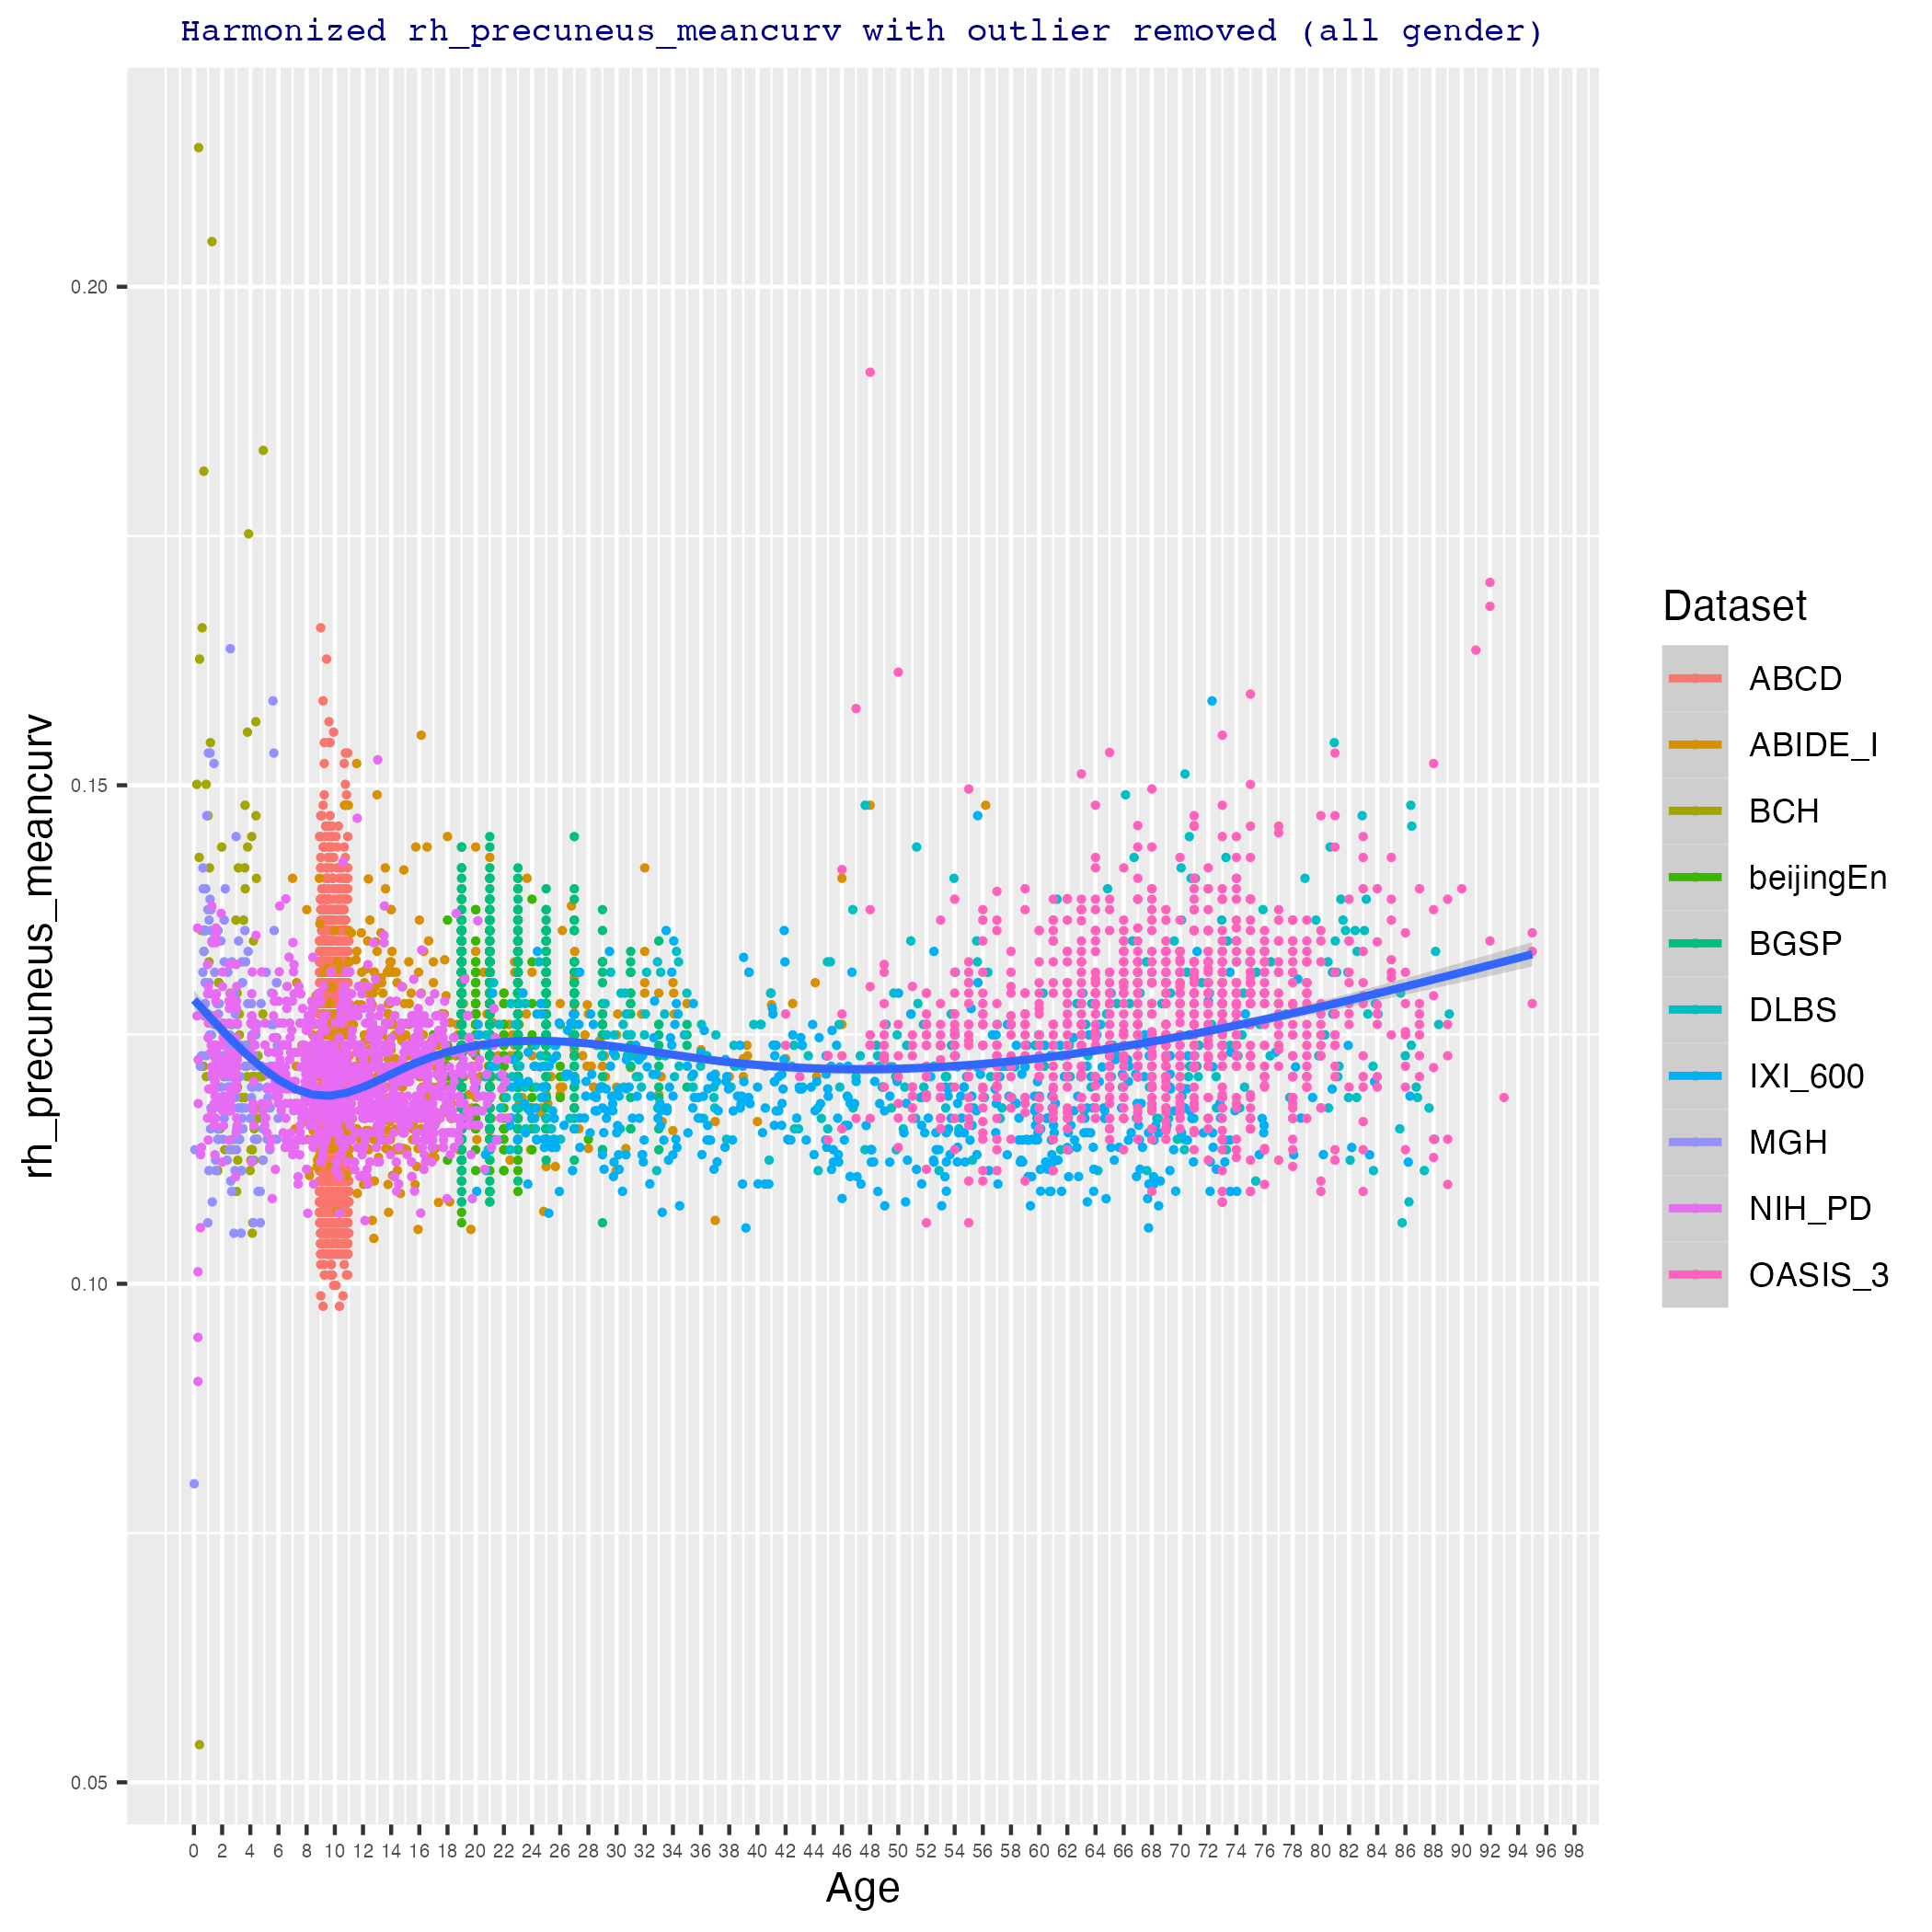 Harmonized rh_precuneus_meancurv with outlier removed (all gender)
rh_precuneus_meancurv
0.20
0.15
0.10
0.05
0 2 4 6 8 10 12 14 16 18 20 22 24 26 28 30 32 34 36 38 40 42 44 46 48 50 52 54 56 58 60 62 64 66 68 70 72 74 76 78 80 82 84 86 88 90 92 94 96 98
Age
Dataset
ABCD
ABIDE_I
BCH
beijingEn
BGSP
DLBS
IXI_600
MGH
NIH_PD
OASIS_3